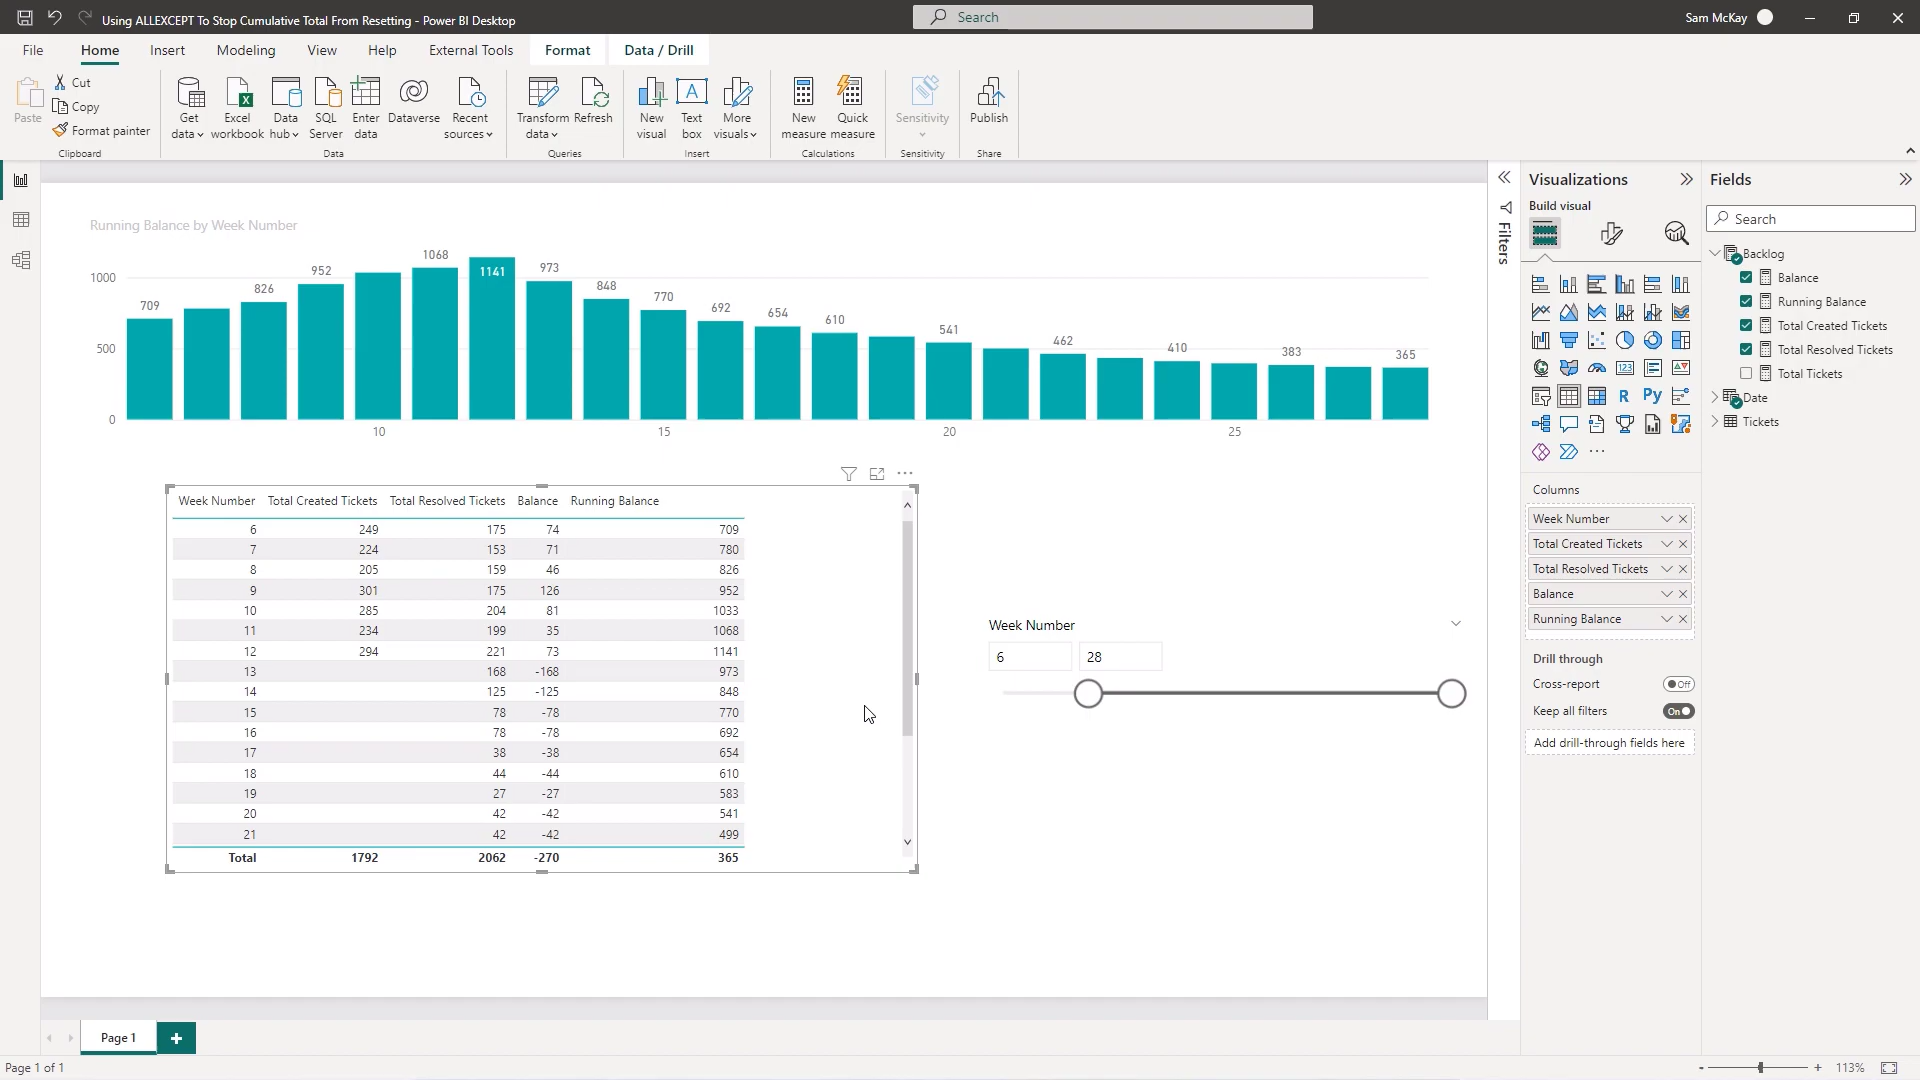 Using ALLEXCEPT To Stop Cumulative Total From Resetting - Power BI Desktop
Search
Sam McKay
File Home Insert Modeling View Help External Tools Format Data / Drill
Paste
Cut
Copy
Format painter
Clipboard
Get data
Excel workbook
Data hub
SQL Server
Enter data
Dataverse
Recent sources
Data
Transform data
Refresh
Queries
New visual
Text box
More visuals
Insert
New measure
Quick measure
Calculations
Sensitivity
Sensitivity
Publish
Share
Running Balance by Week Number
1000
500
0
709 826 952 1068 1141 973 848 770 692 654 610 541 462 410 383 365
10 15 20 25
Week Number Total Created Tickets Total Resolved Tickets Balance Running Balance
6 249 175 74 709
7 224 153 71 780
8 205 159 46 826
9 301 175 126 952
10 285 204 81 1033
11 234 199 35 1068
12 294 221 73 1141
13 168 -168 973
14 125 -125 848
15 78 -78 770
16 78 -78 692
17 38 -38 654
18 44 -44 610
19 27 -27 583
20 42 -42 541
21 42 -42 499
Total 1792 2062 -270 365
Week Number
6 28
Filters
Visualizations
Build visual
123
R
Py
Columns
Week Number
Total Created Tickets
Total Resolved Tickets
Balance
Running Balance
Drill through
Cross-report Off
Keep all filters On
Add drill-through fields here
Fields
Search
Backlog
Balance
Running Balance
Total Created Tickets
Total Resolved Tickets
Total Tickets
Date
Tickets
Page 1
Page 1 of 1
113%